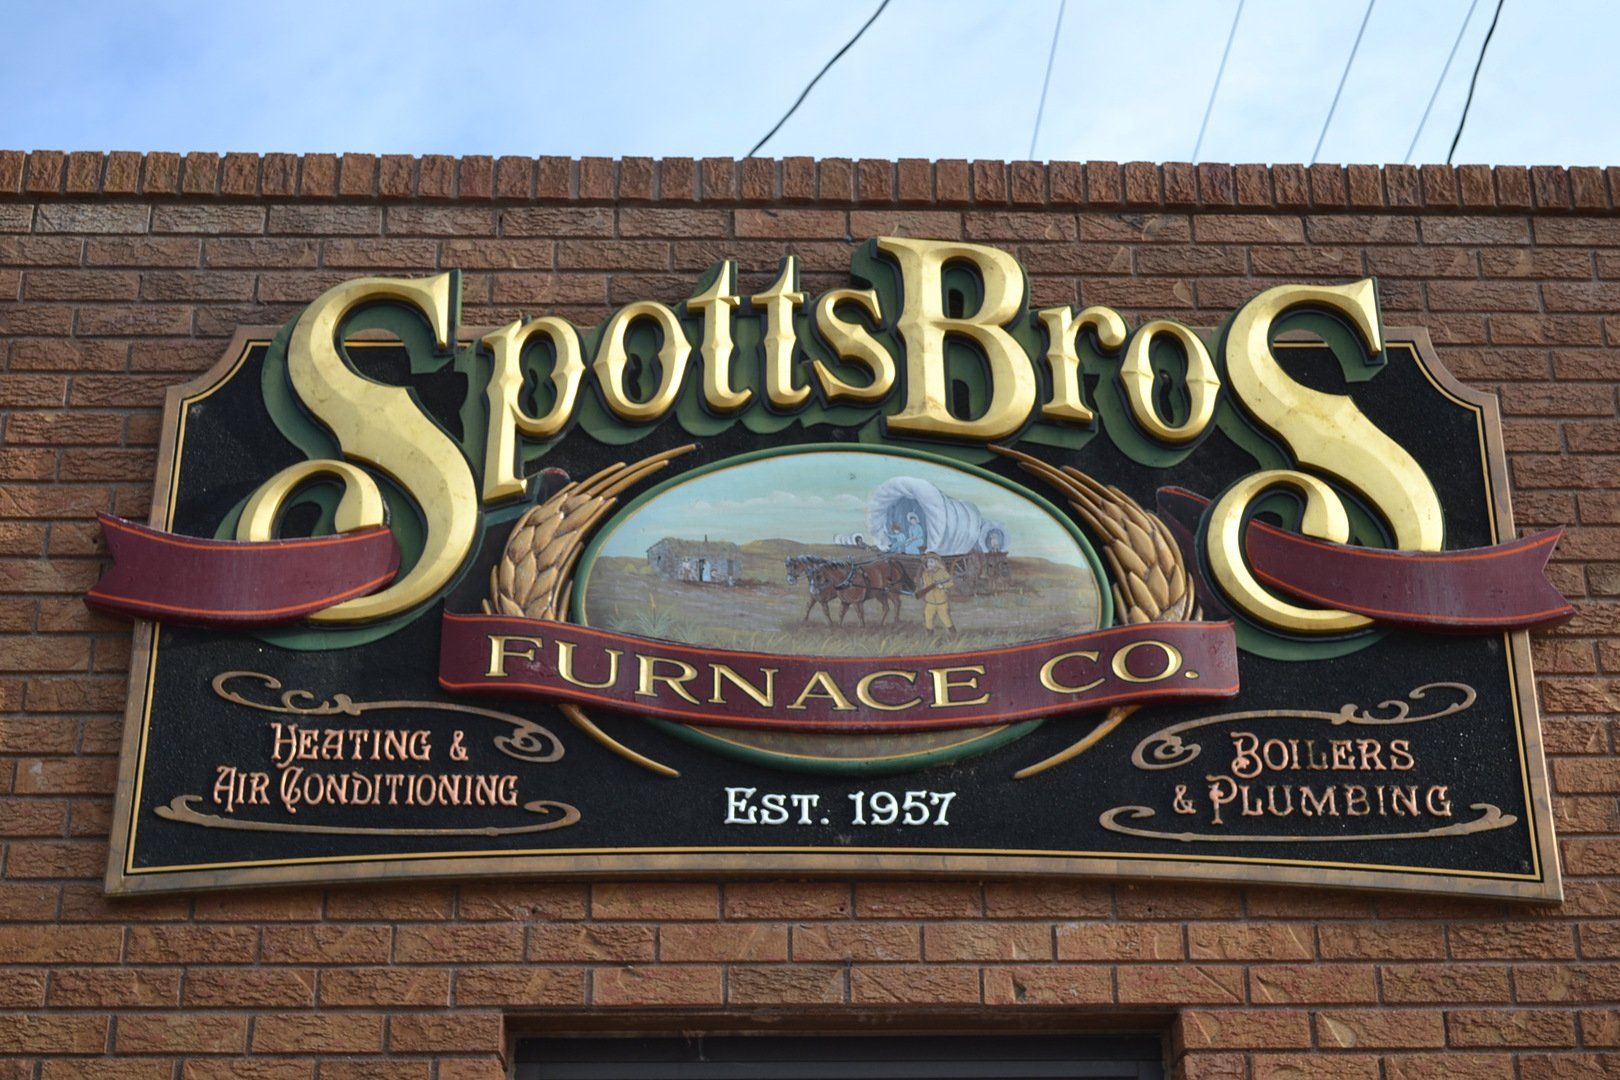 SpottsBroS
FURNACE CO.
HEATING &
AIR CONDITIONING
EST. 1957
BOILERS
& PLUMBING